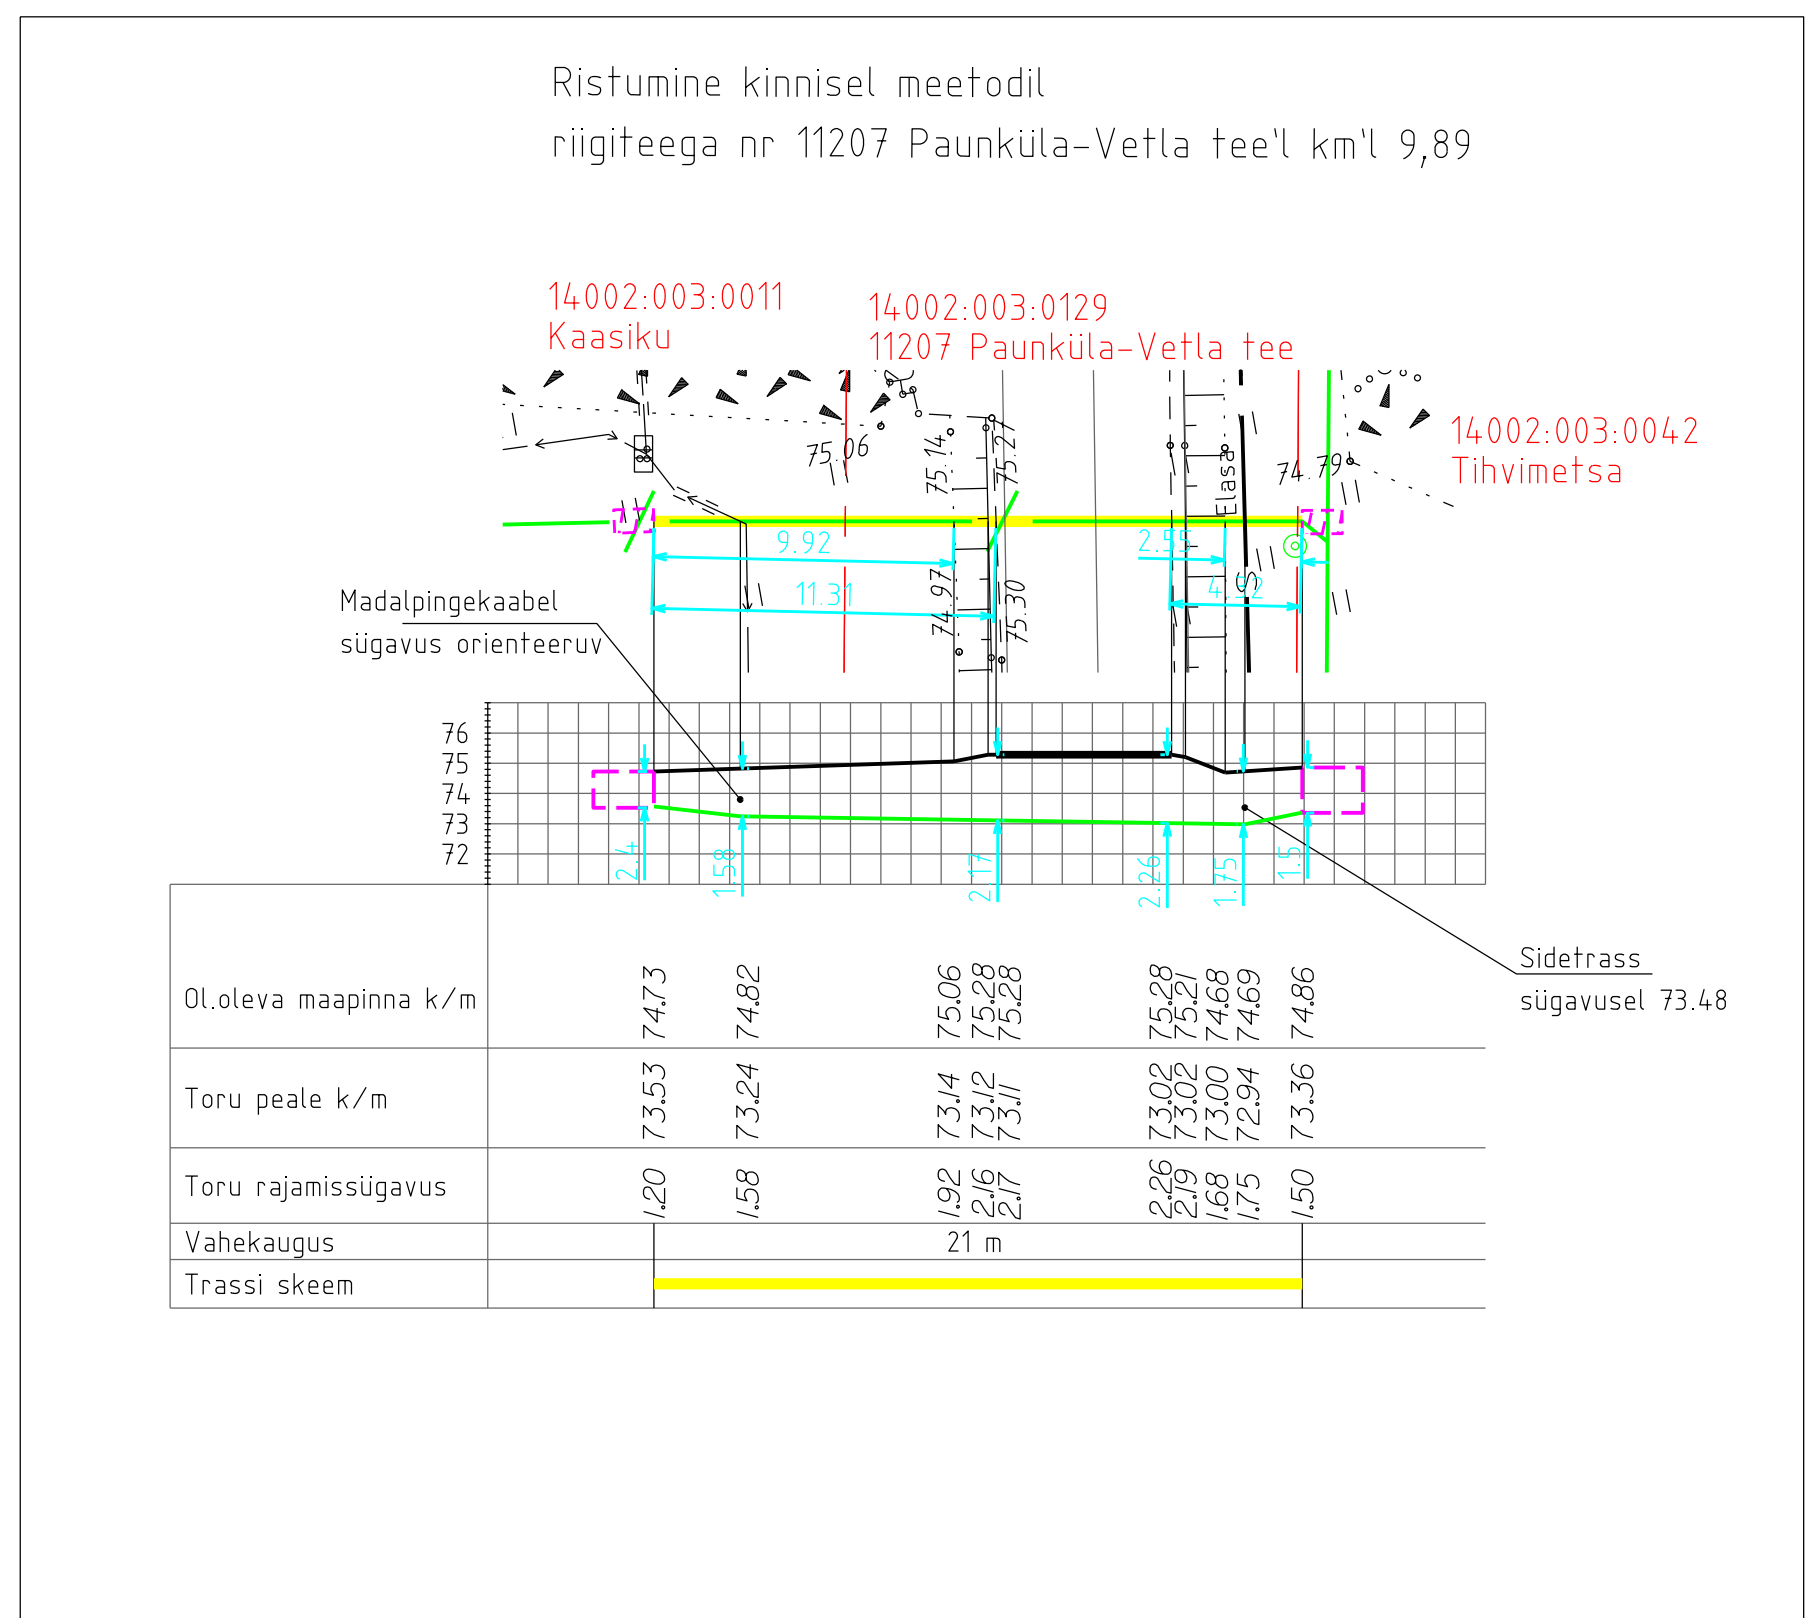 Ristumine kinnisel meetodil
riigiteega nr 11207 Paunküla-Vetla tee'l km'l 9,89
14002:003:0011
Kaasiku
14002:003:0129
11207 Paunküla-Vetla tee
14002:003:0042
Tihvimetsa
75.06
75.14
75.27
Elasa
74.79
9.92
2.55
11.31
4.92
S
74.97
75.30
Madalpingekaabel
sügavus orienteeruv
76
75
74
73
72
2.4
1.58
2.17
2.26
1.75
1.5
Sidetrass
sügavusel 73.48
Ol.oleva maapinna k/m 74.73 74.82 75.06 75.28 75.28 75.28 75.21 74.68 74.69 74.86
Toru peale k/m 73.53 73.24 73.14 73.12 73.11 73.02 73.02 73.00 72.94 73.36
Toru rajamissügavus 1.20 1.58 1.92 2.16 2.17 2.26 2.19 1.68 1.75 1.50
Vahekaugus 21 m
Trassi skeem